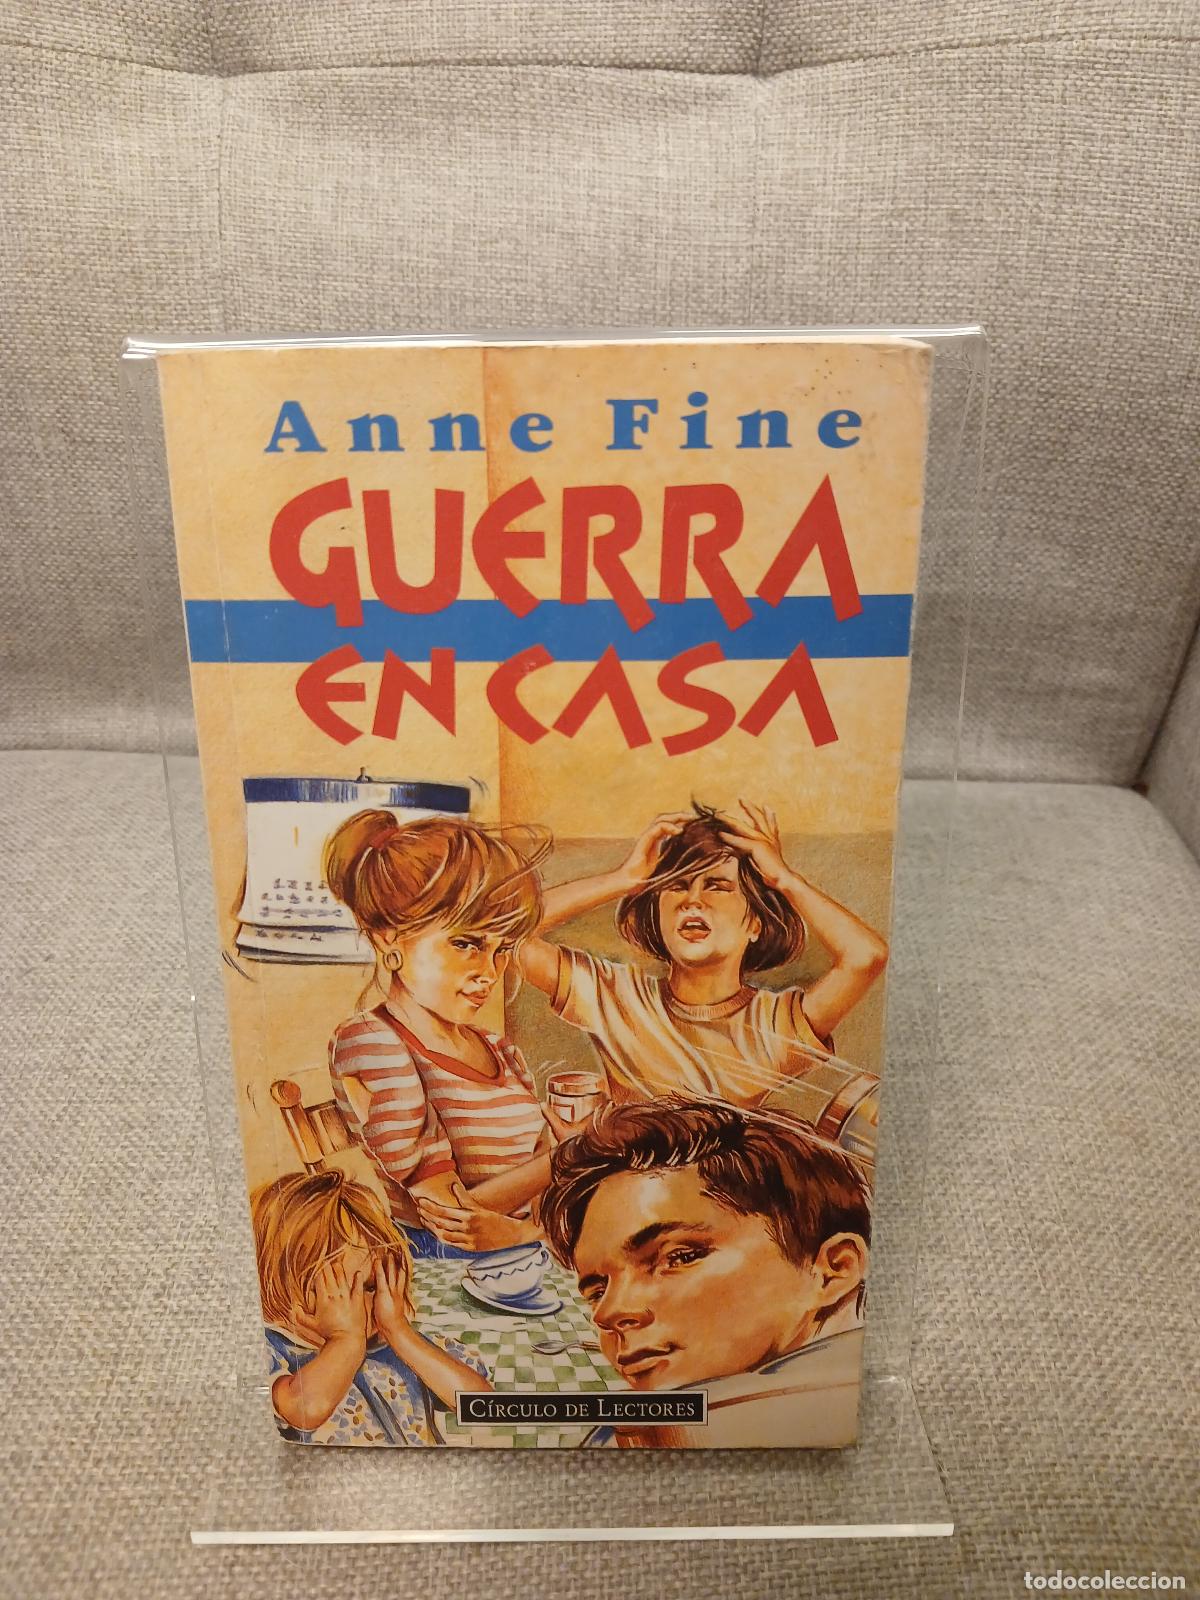 Anne Fine
GUERRA
EN CASA
CÍRCULO DE LECTORES
todocoleccion